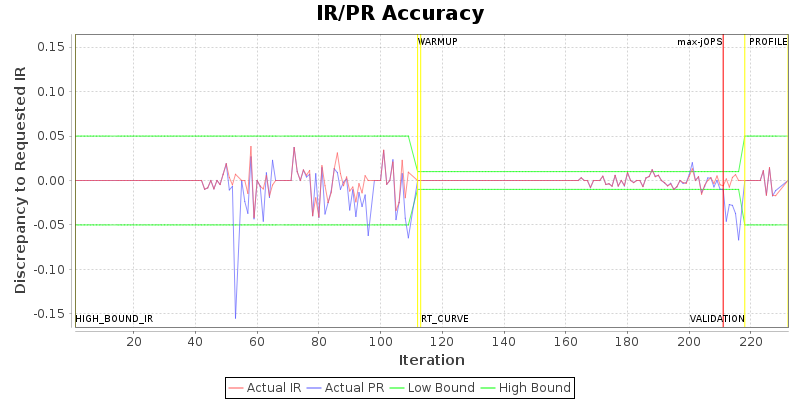 IR/PR Accuracy
Discrepancy to Requested IR
0.15
0.10
0.05
0.00
-0.05
-0.10
-0.15
WARMUP
max-jOPS
PROFILE
HIGH_BOUND_IR
RT_CURVE
VALIDATION
20 40 60 80 100 120 140 160 180 200 220
Iteration
Actual IR Actual PR Low Bound High Bound